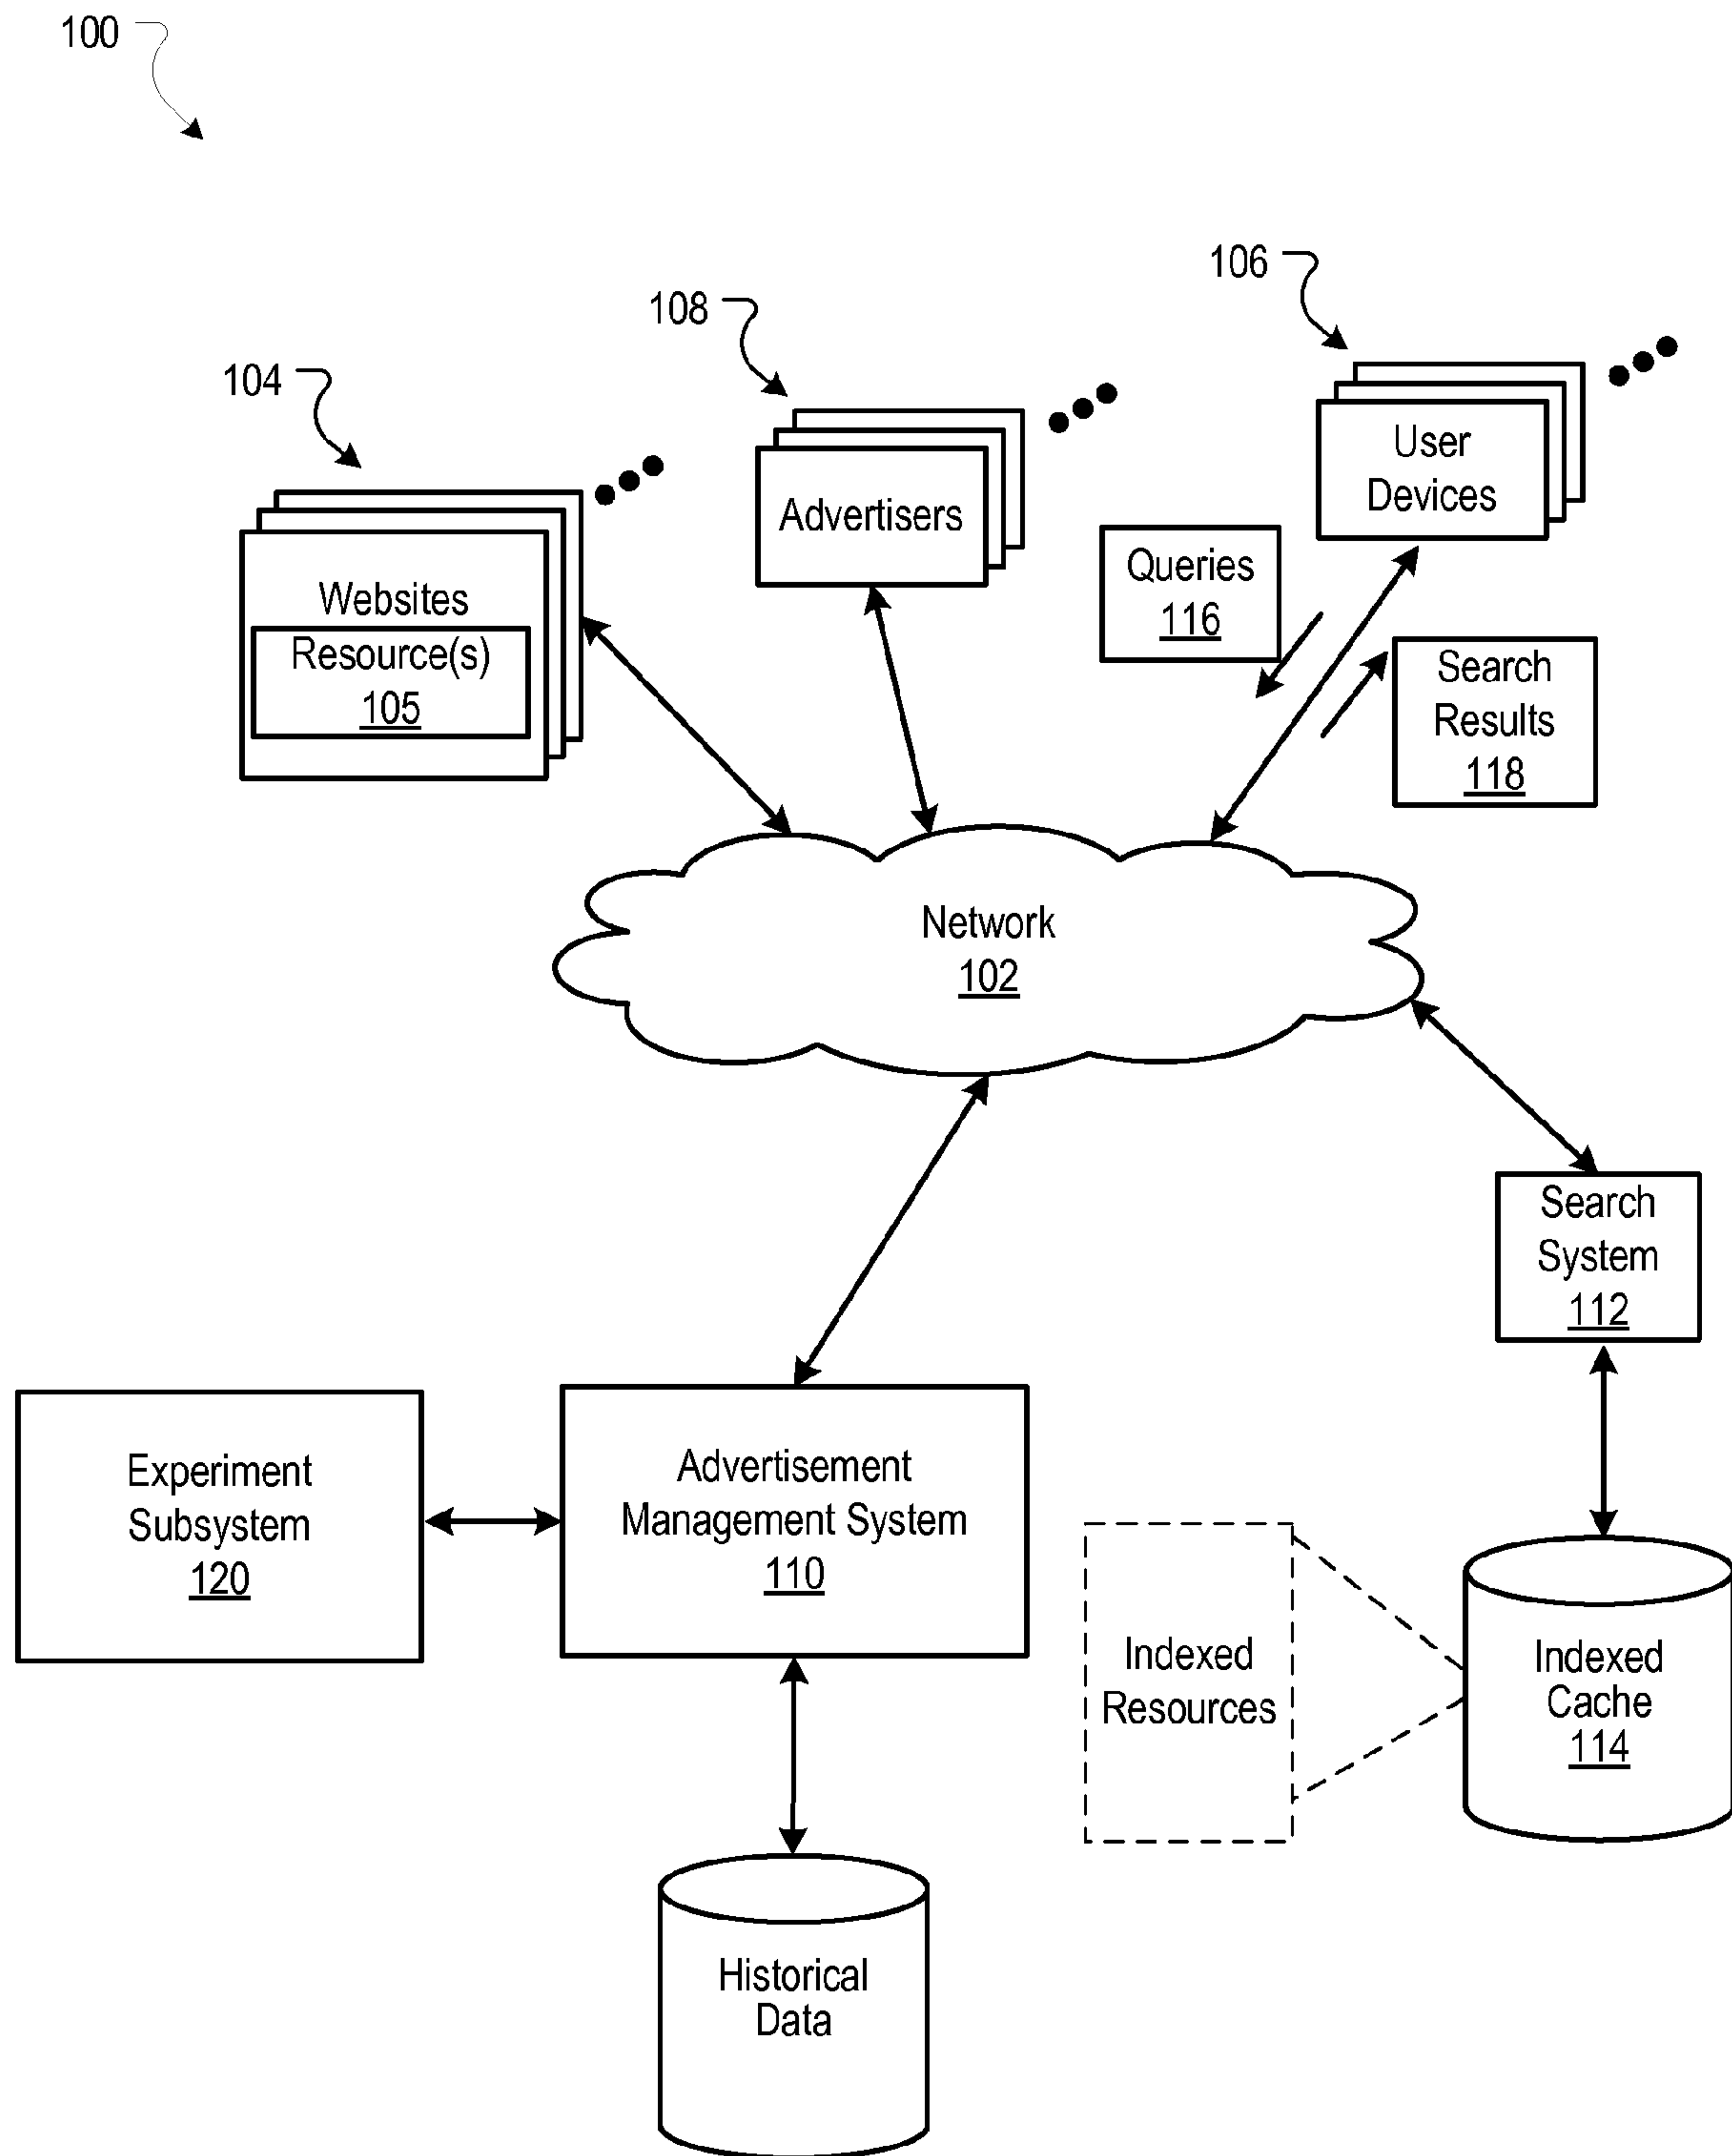 100
106
108
104
User
Devices
Advertisers
Queries
116
Websites
Resource(s)
105
Search
Results
118
Network
102
Search
System
112
Experiment
Subsystem
120
Advertisement
Management System
110
Indexed
Resources
Indexed
Cache
114
Historical
Data